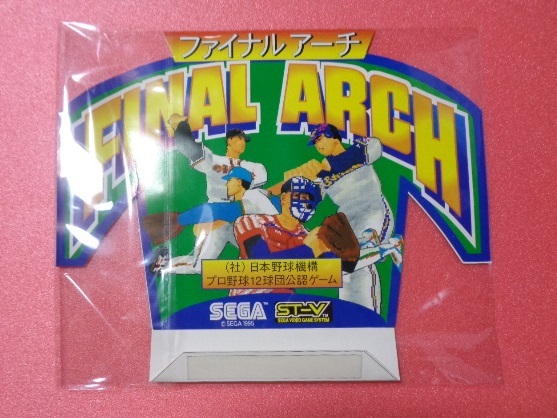 ファイナルアーチ
FINAL ARCH
(社)日本野球機構
プロ野球12球団公認ゲーム
SEGA
© SEGA 1995
ST-V™
SEGA VIDEO GAME SYSTEM